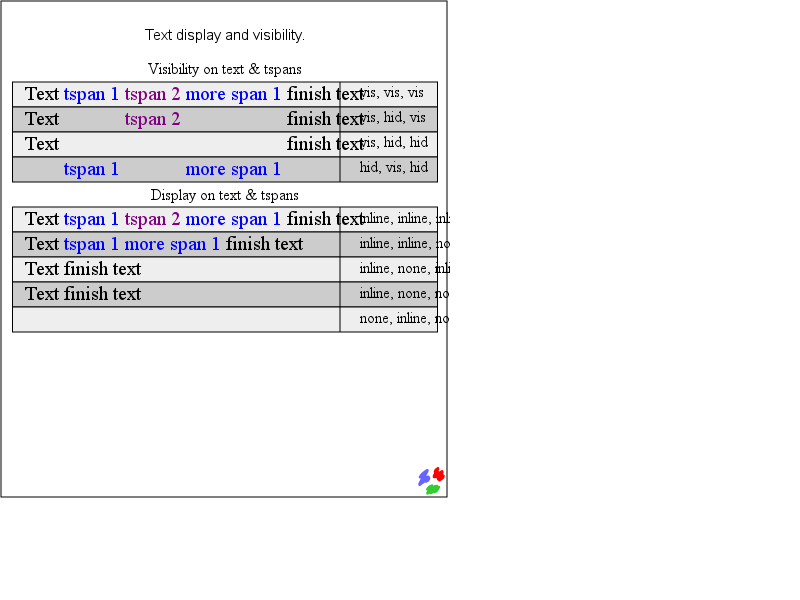 Text display and visibility.
Visibility on text & tspans
Text tspan 1 tspan 2 more span 1 finish text vis, vis, vis
Text tspan 2 finish text vis, hid, vis
Text finish text vis, hid, hid
tspan 1 more span 1 hid, vis, hid
Display on text & tspans
Text tspan 1 tspan 2 more span 1 finish text inline, inline, inli
Text tspan 1 more span 1 finish text inline, inline, no
Text finish text inline, none, inli
Text finish text inline, none, no
none, inline, no